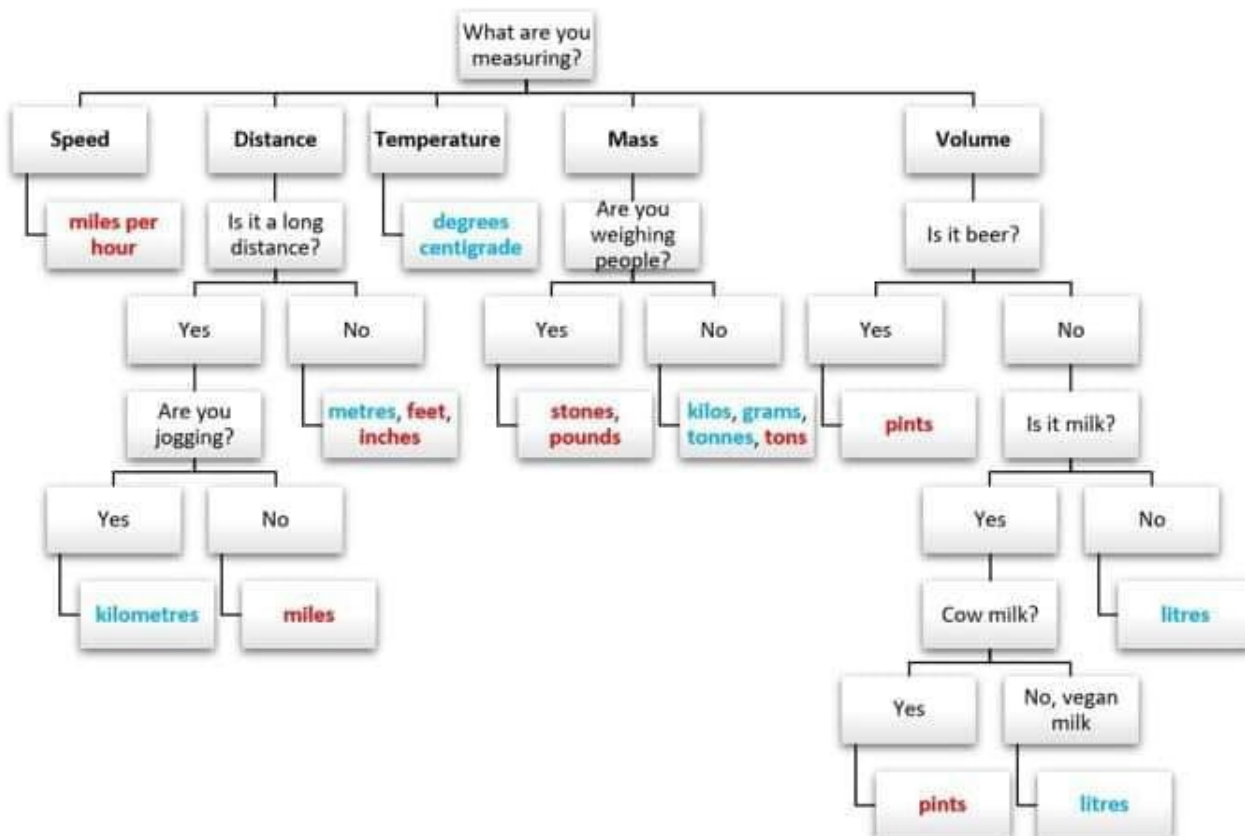 What are you
measuring?
Speed
Distance
Temperature
Mass
Volume
miles per
hour
Is it a long
distance?
degrees
centigrade
Are you
weighing
people?
Is it beer?
Yes
No
Yes
No
Yes
No
Are you
jogging?
metres, feet,
inches
stones,
pounds
kilos, grams,
tonnes, tons
pints
Is it milk?
Yes
No
Yes
No
kilometres
miles
Cow milk?
litres
Yes
No, vegan
milk
pints
litres